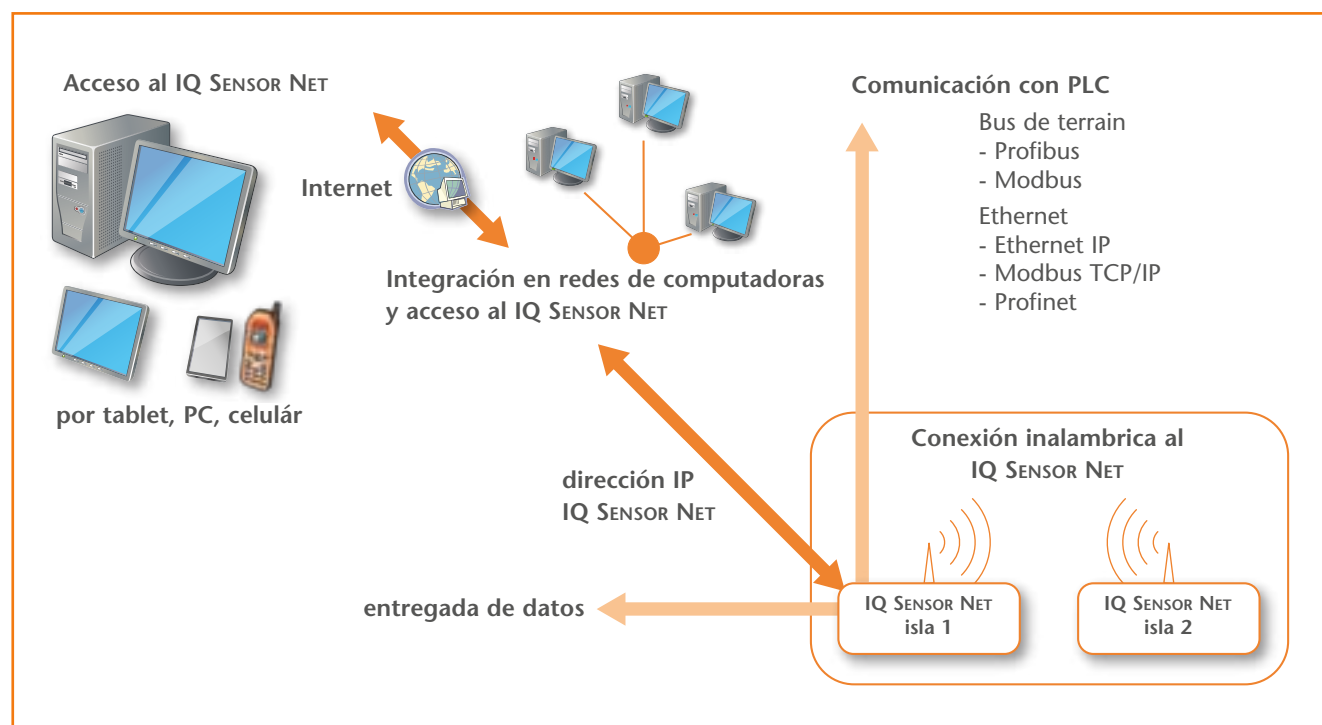 Acceso al IQ SENSOR NET
Internet
por tablet, PC, celulár
Integración en redes de computadoras
y acceso al IQ SENSOR NET
Comunicación con PLC
Bus de terrain
- Profibus
- Modbus
Ethernet
- Ethernet IP
- Modbus TCP/IP
- Profinet
dirección IP
IQ SENSOR NET
entregada de datos
Conexión inalambrica al
IQ SENSOR NET
IQ SENSOR NET
isla 1
IQ SENSOR NET
isla 2